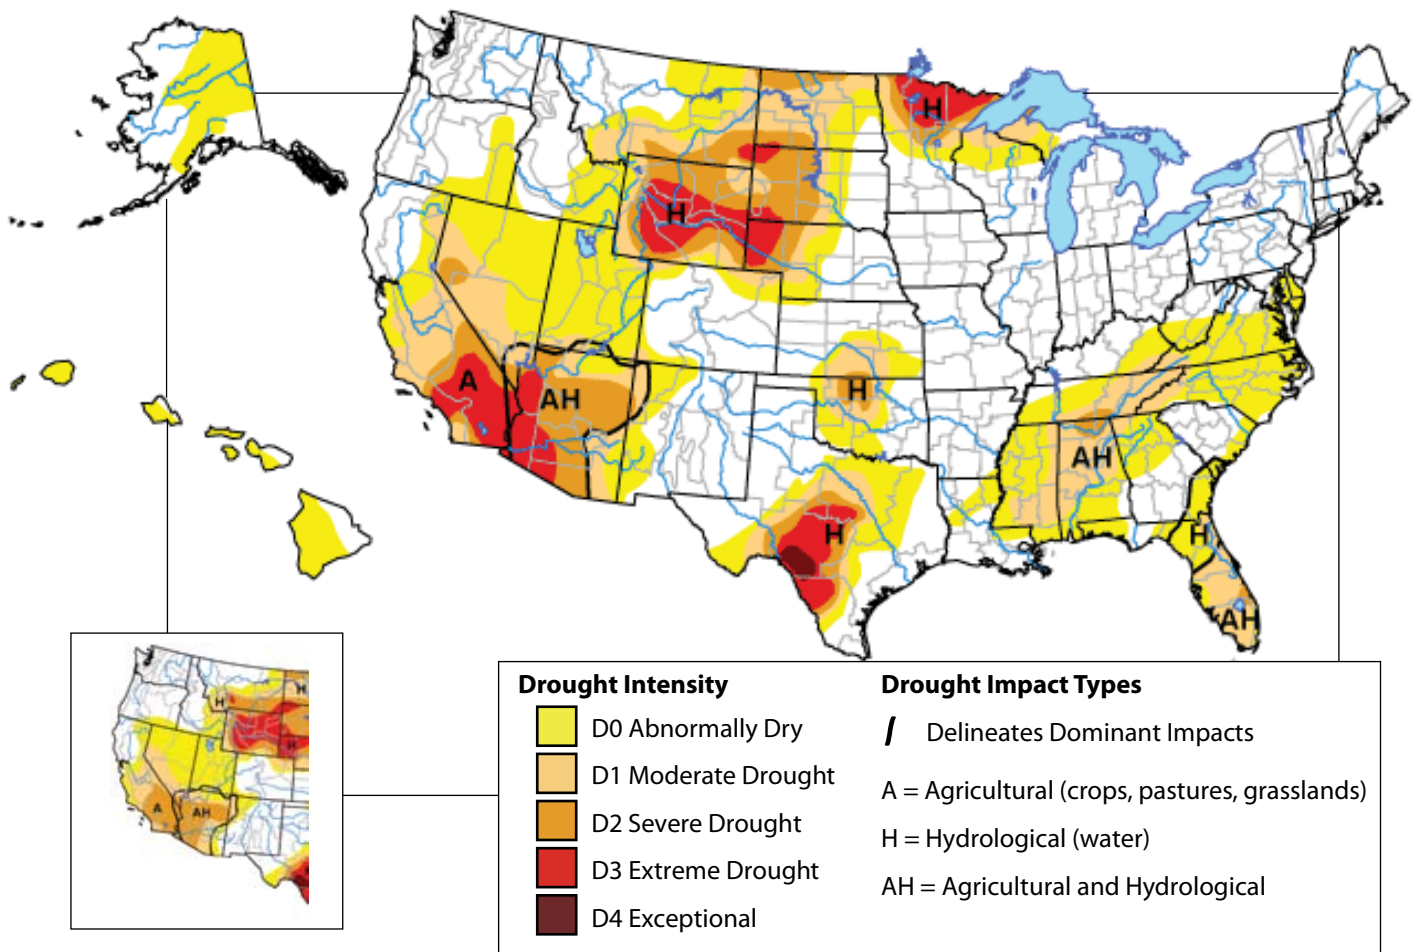 H
H
A
AH
H
AH
H
H
AH
H
H
H
A
AH
Drought Intensity
D0 Abnormally Dry
D1 Moderate Drought
D2 Severe Drought
D3 Extreme Drought
D4 Exceptional
Drought Impact Types
Delineates Dominant Impacts
A = Agricultural (crops, pastures, grasslands)
H = Hydrological (water)
AH = Agricultural and Hydrological